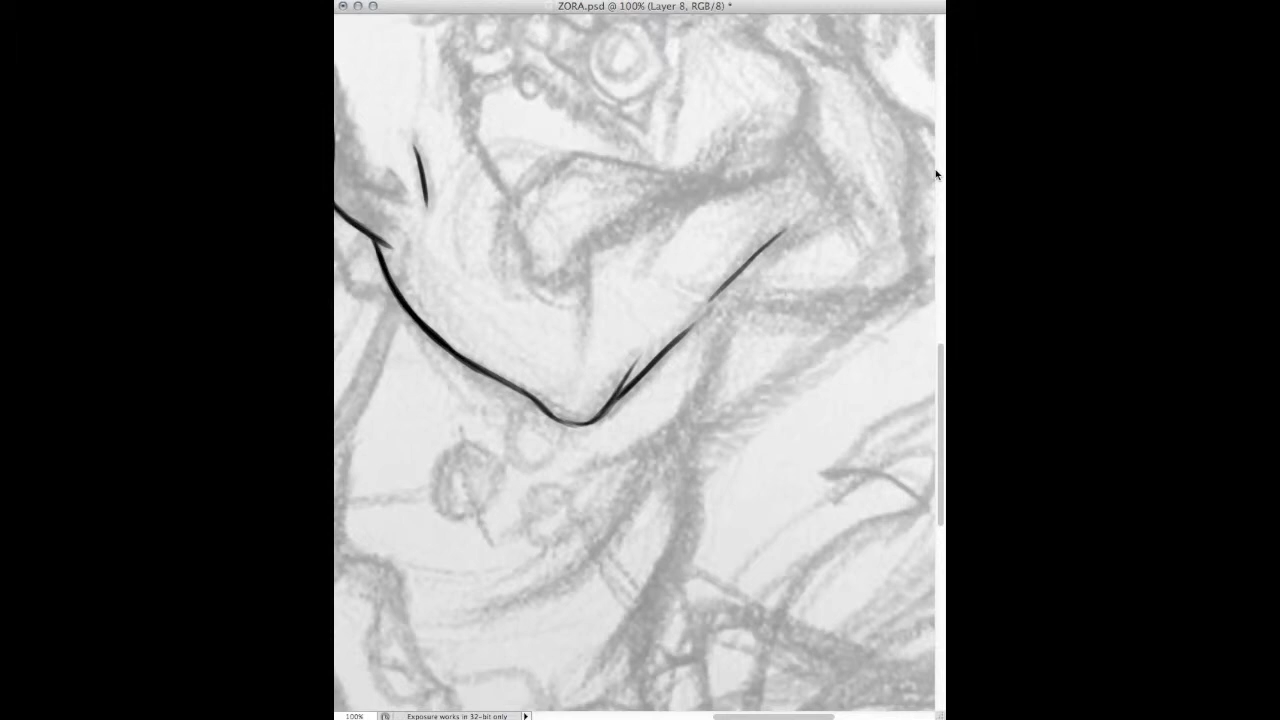 ZORA.psd @ 100% (Layer 8, RGB/8) *
100% Exposure works in 32-bit only